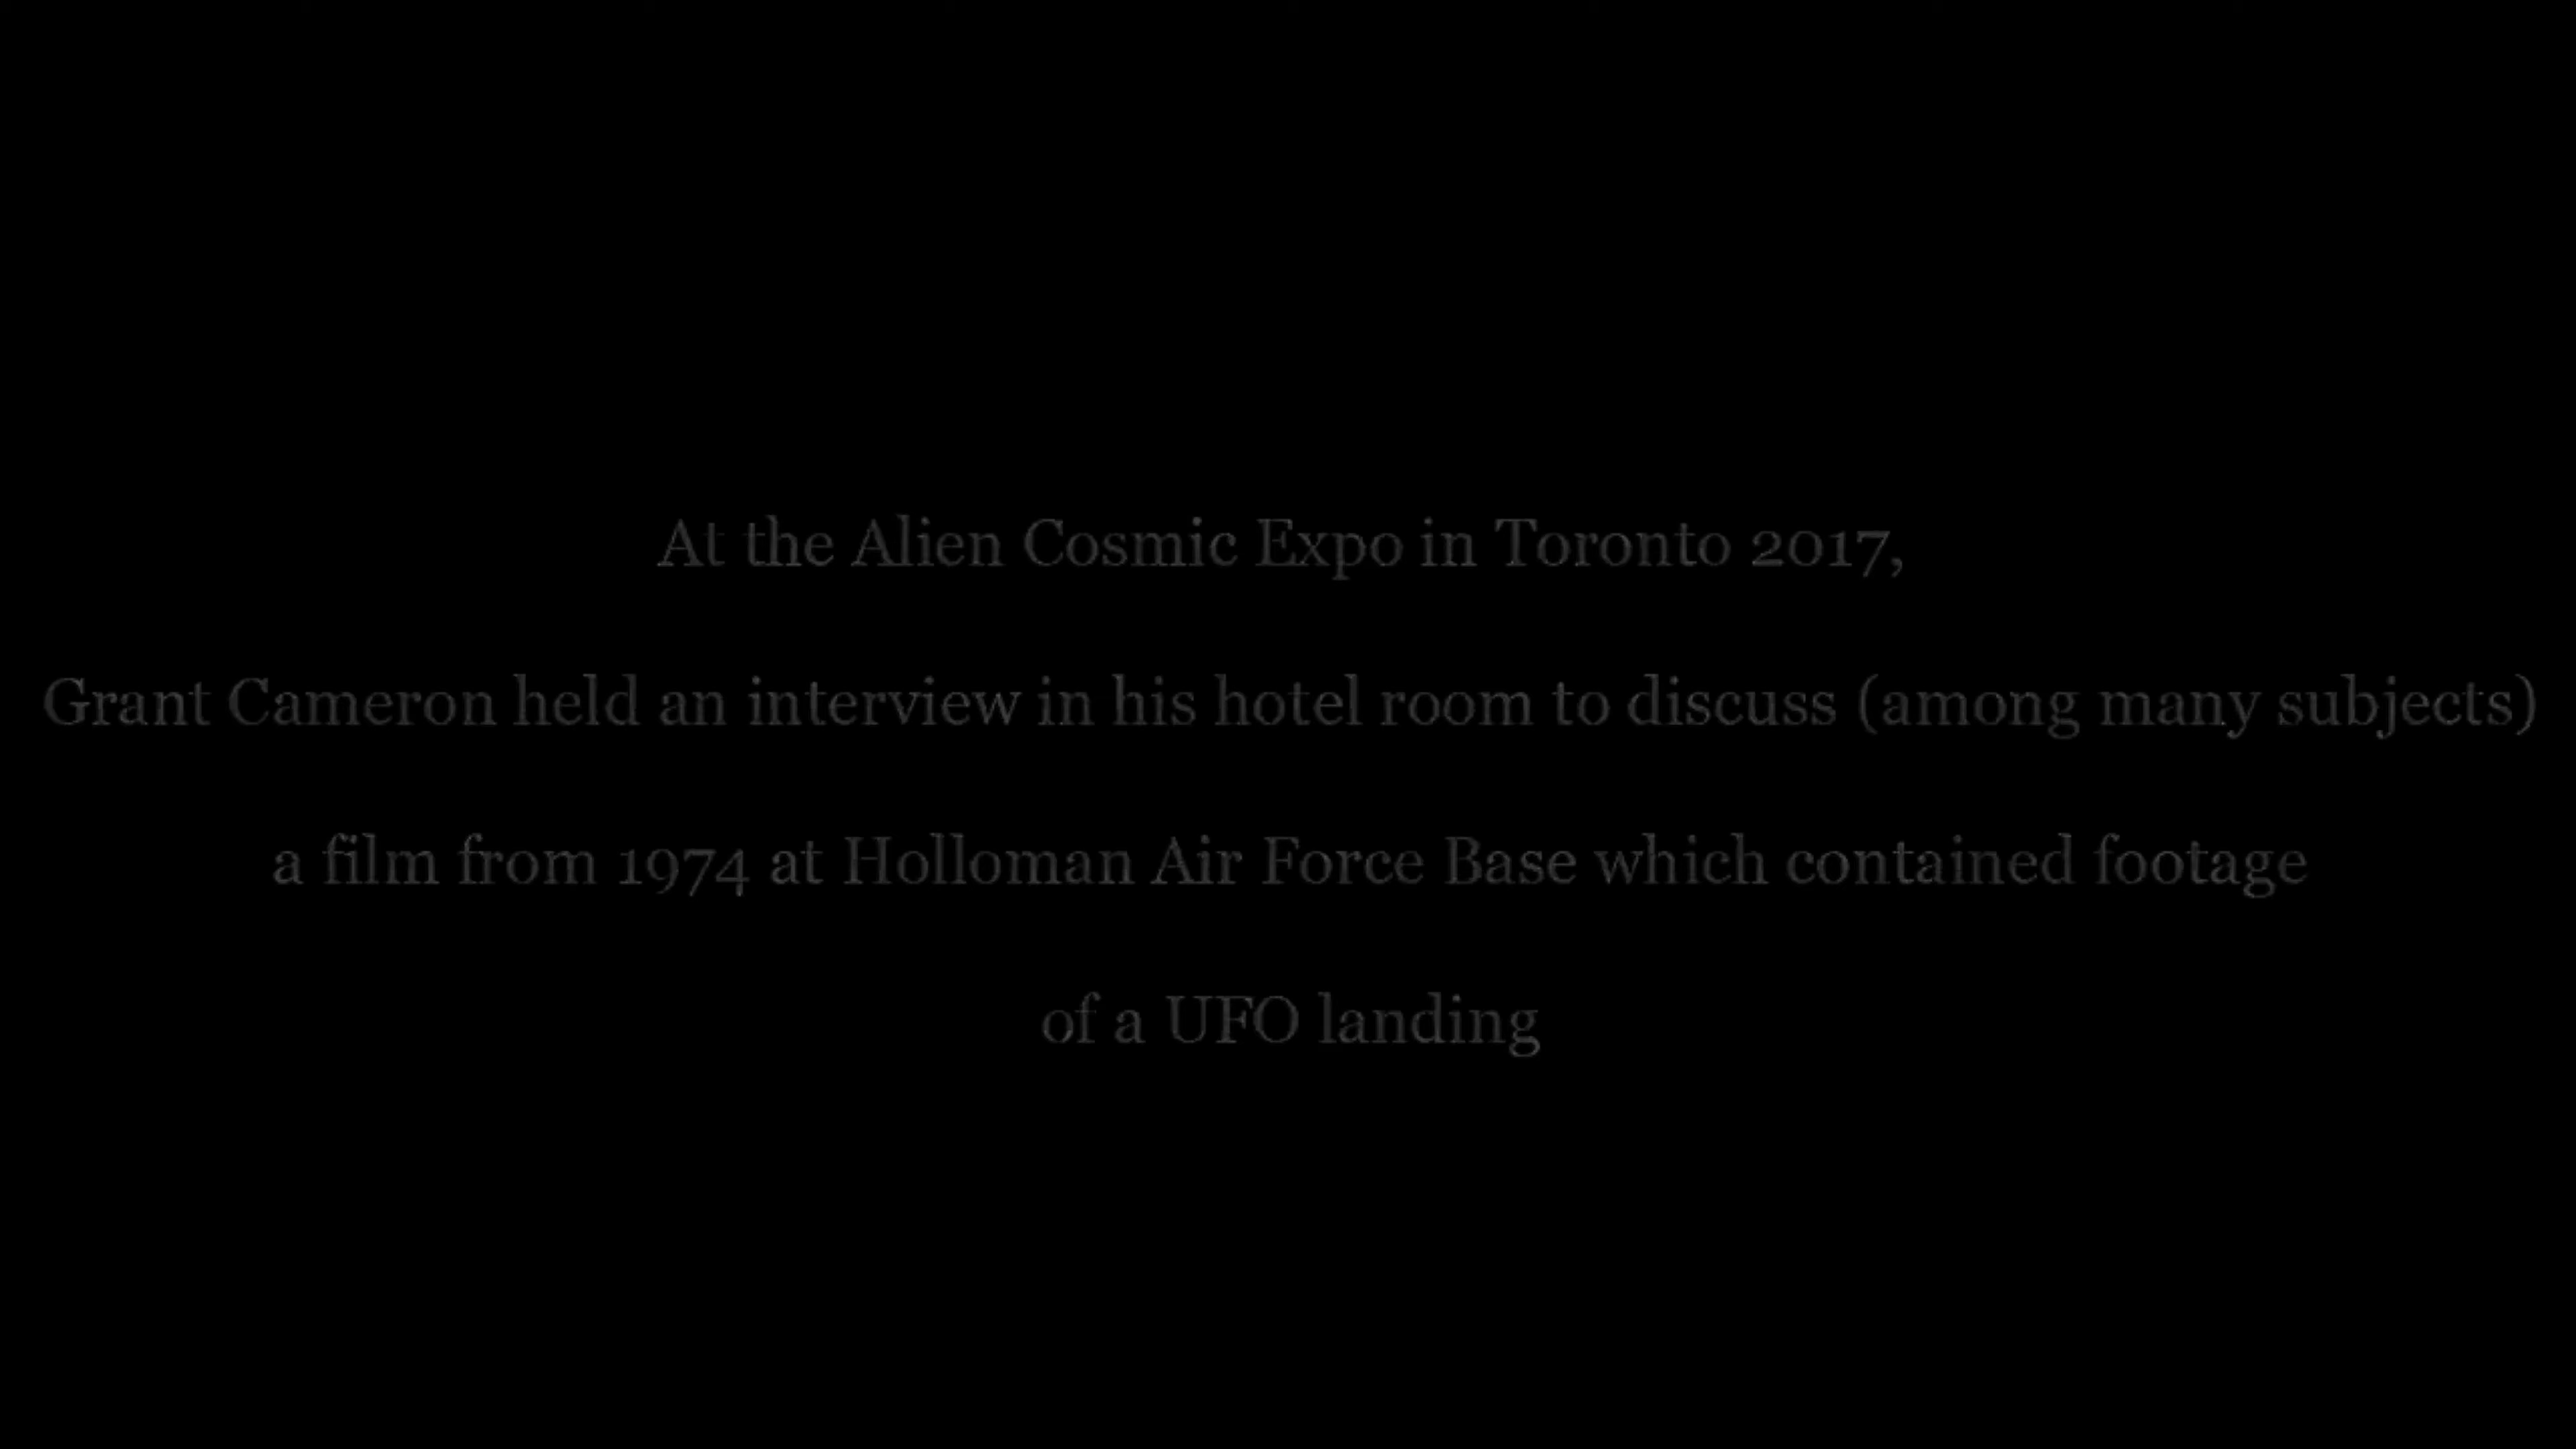 At the Alien Cosmic Expo in Toronto 2017,
Grant Cameron held an interview in his hotel room to discuss (among many subjects)
a film from 1974 at Holloman Air Force Base which contained footage
of a UFO landing